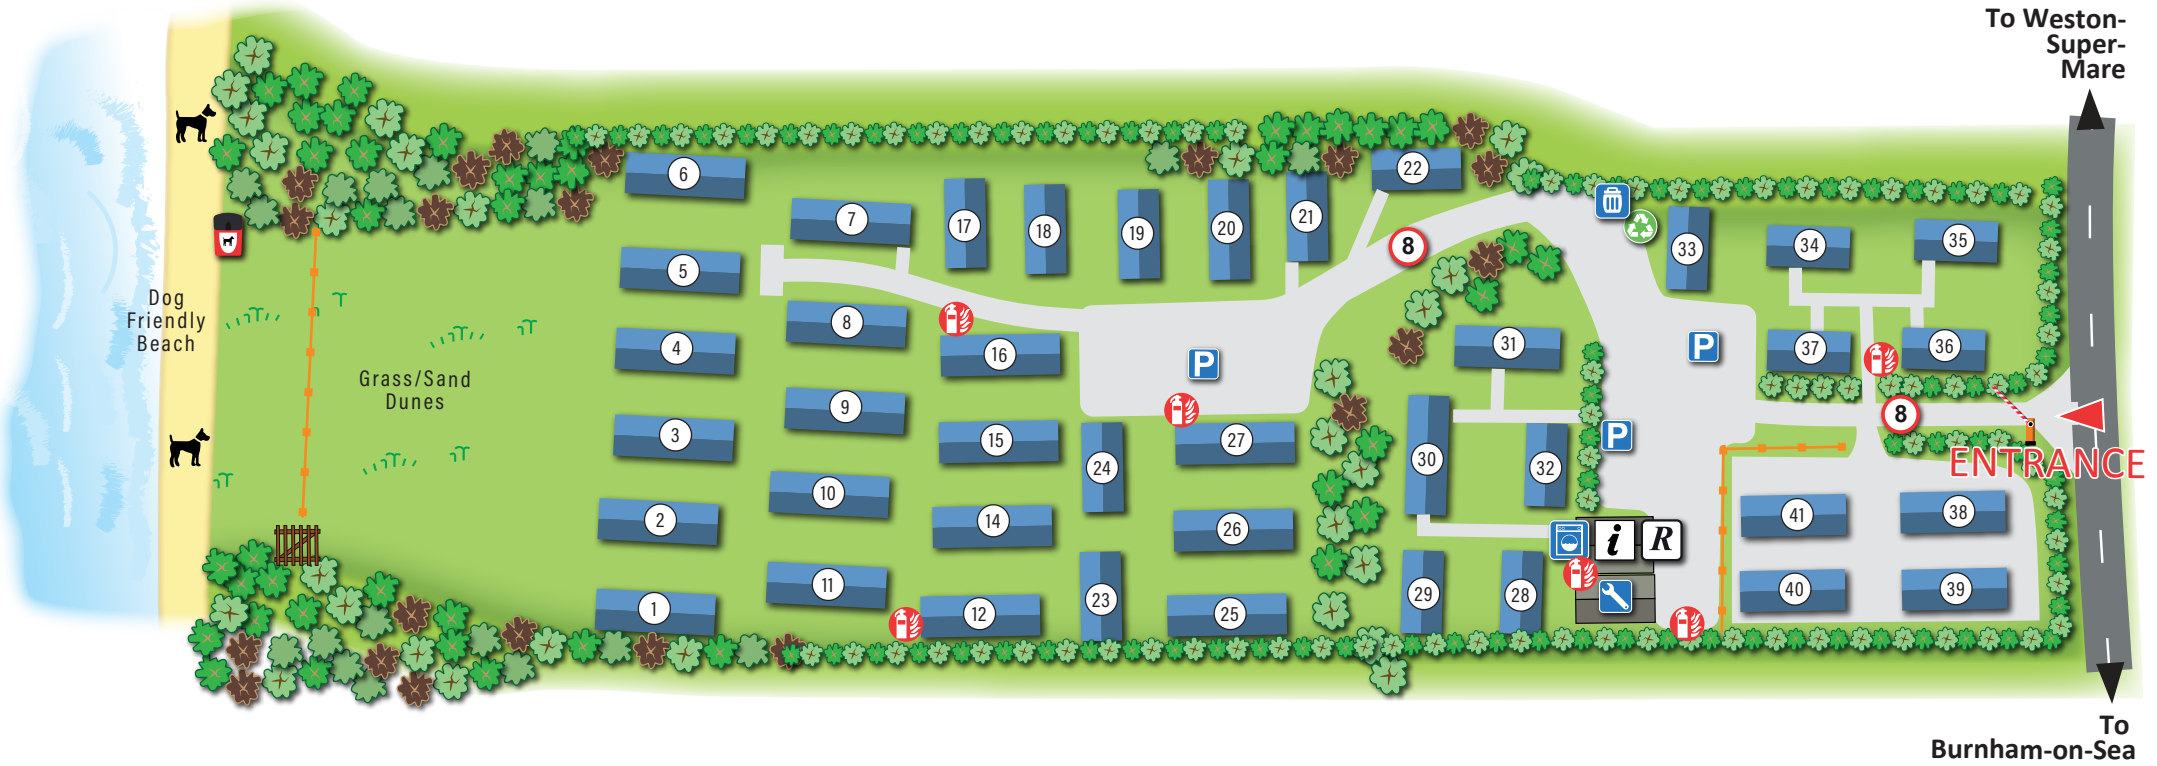 To Weston-
Super-
Mare
6
22
7
17
18
19
20
21
8
33
34
35
5
Dog
Friendly
Beach
8
16
4
Grass/Sand
Dunes
P
31
P
37
36
9
3
15
27
24
30
32
P
8
ENTRANCE
10
2
14
26
i
R
41
38
11
1
12
23
25
29
28
40
39
To
Burnham-on-Sea